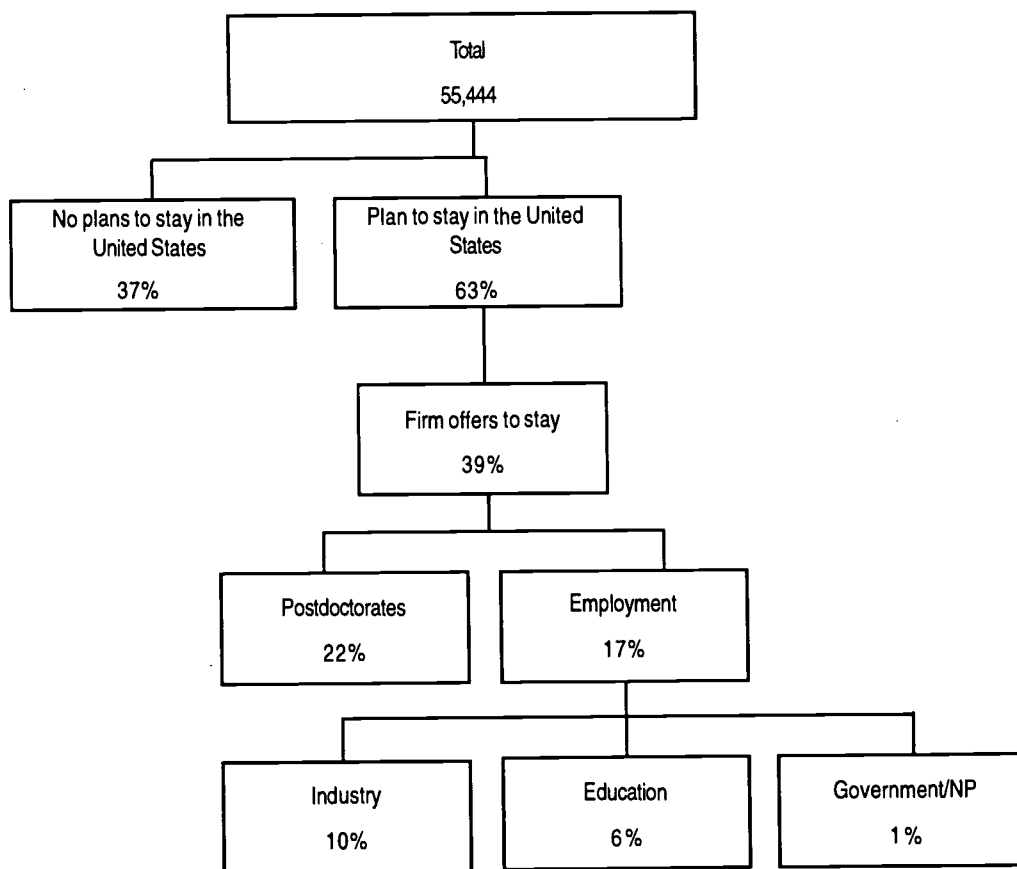 Total
55,444
No plans to stay in the
United States
37%
Plan to stay in the United
States
63%
Firm offers to stay
39%
Postdoctorates
22%
Employment
17%
Industry
10%
Education
6%
Government/NP
1%